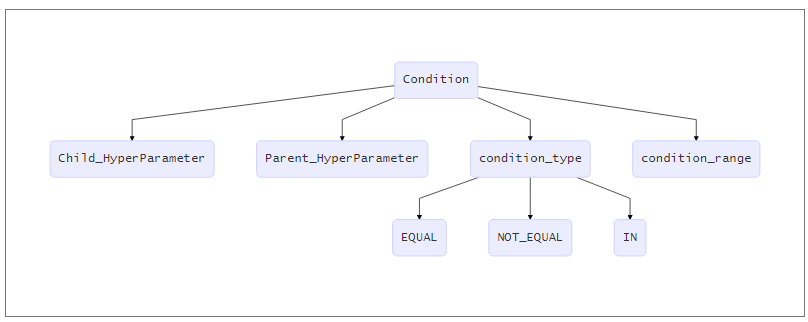 Condition
Child_HyperParameter
Parent_HyperParameter
condition_type
condition_range
EQUAL
NOT_EQUAL
IN